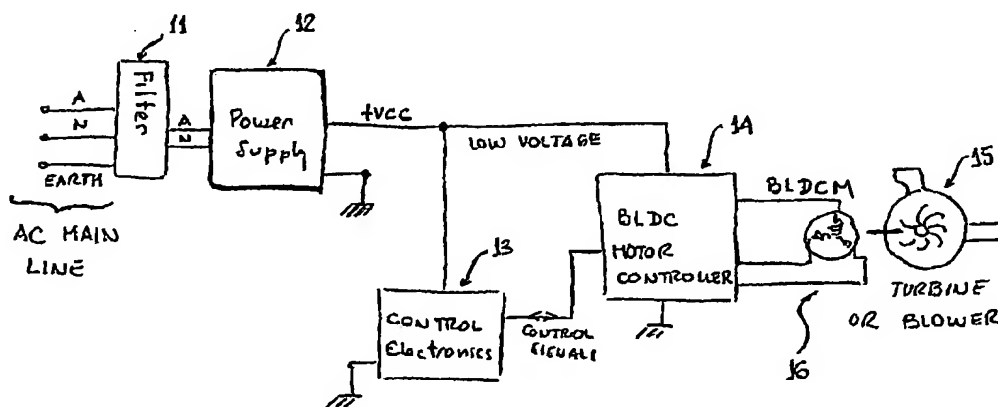 11
12
Filter
A
N
EARTH
AC MAIN
LINE
A
N
Power
Supply
+VCC
LOW VOLTAGE
14
BLDC
MOTOR
CONTROLLER
BLDCM
15
TURBINE
OR BLOWER
16
13
CONTROL
Electronics
CONTROL
SIGNALS